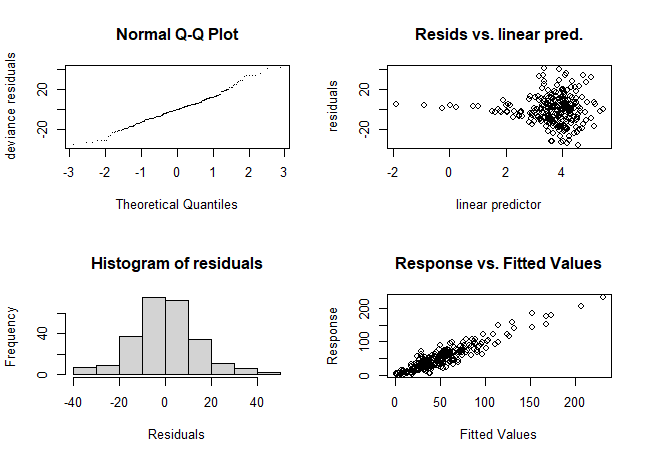 Normal Q-Q Plot
deviance residuals
-20
20
-3 -2 -1 0 1 2 3
Theoretical Quantiles
Resids vs. linear pred.
residuals
-20
20
-2 0 2 4
linear predictor
Histogram of residuals
Frequency
0
40
-40 -20 0 20 40
Residuals
Response vs. Fitted Values
Response
0
100
200
0 50 100 150 200
Fitted Values